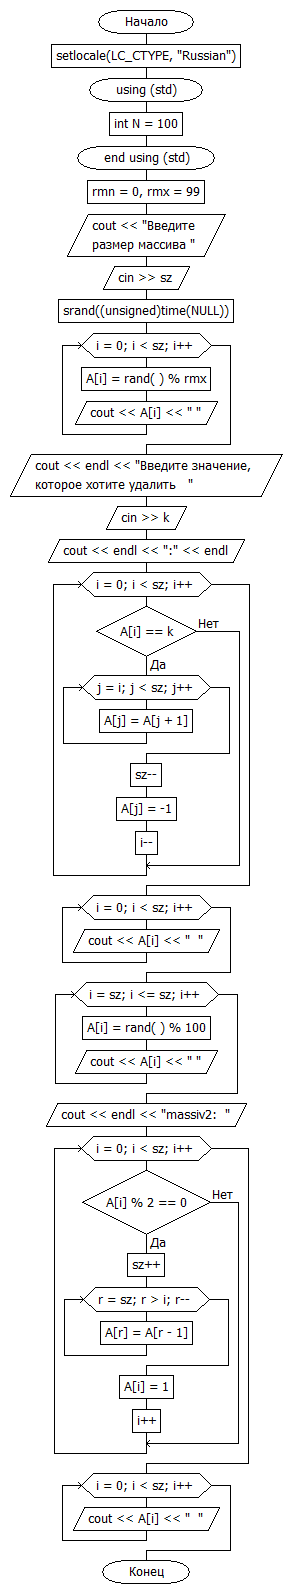 Начало
setlocale(LC_CTYPE, "Russian")
using (std)
int N = 100
end using (std)
rmn = 0, rmx = 99
cout << "Введите
размер массива "
cin >> sz
srand((unsigned)time(NULL))
i = 0; i < sz; i++
A[i] = rand( ) % rmx
cout << A[i] << " "
cout << endl << "Введите значение,
которое хотите удалить   "
cin >> k
cout << endl << ":" << endl
i = 0; i < sz; i++
A[i] == k
Нет
Да
j = i; j < sz; j++
A[j] = A[j + 1]
sz--
A[j] = -1
i--
i = 0; i < sz; i++
cout << A[i] << "  "
i = sz; i <= sz; i++
A[i] = rand( ) % 100
cout << A[i] << " "
cout << endl << "massiv2:  "
i = 0; i < sz; i++
A[i] % 2 == 0
Нет
Да
sz++
r = sz; r > i; r--
A[r] = A[r - 1]
A[i] = 1
i++
i = 0; i < sz; i++
cout << A[i] << "  "
Конец